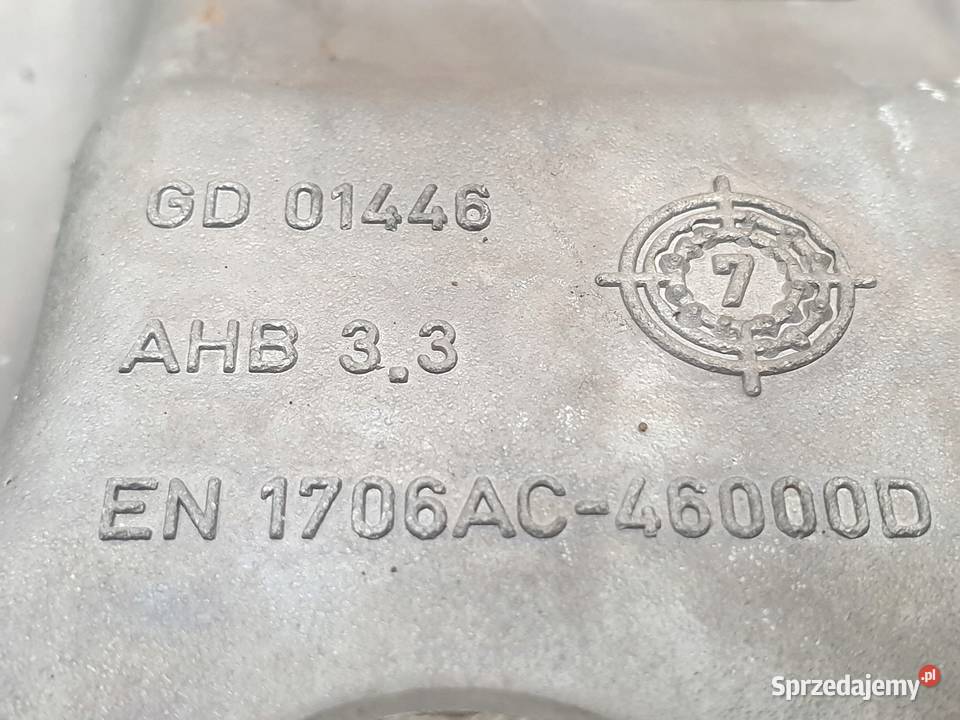 GD 01446
7
AHB 3.3
EN 1706AC-46000D
Sprzedajemy.pl